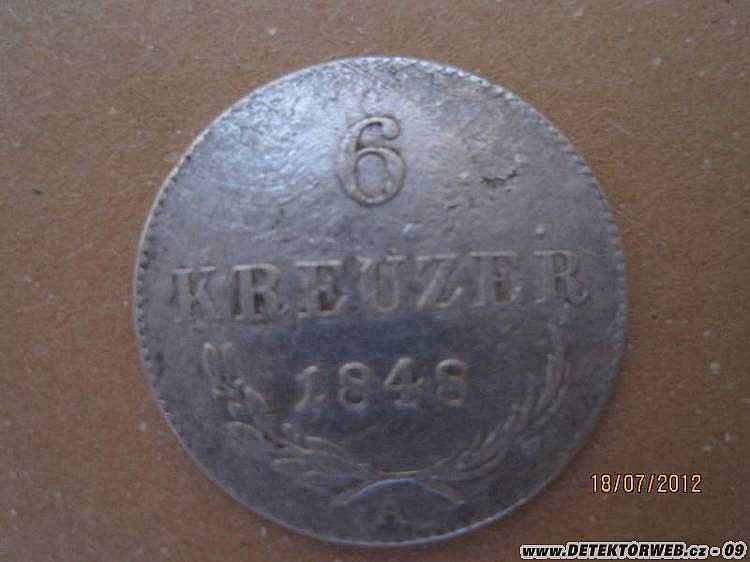 6
KREUZER
1848
A
18/07/2012
www.DETEKTORWEB.cz - 09